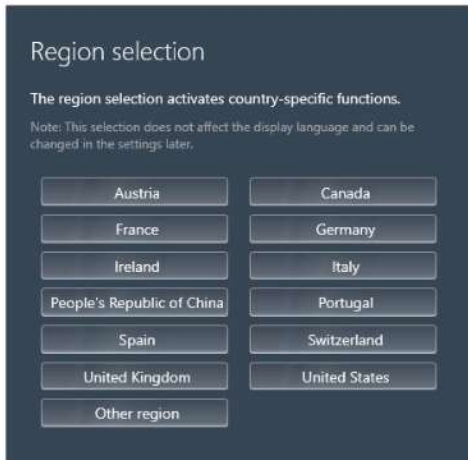 Region selection
The region selection activates country-specific functions.
Note: This selection does not affect the display language and can be
changed in the settings later.
Austria
Canada
France
Germany
Ireland
Italy
People's Republic of China
Portugal
Spain
Switzerland
United Kingdom
United States
Other region